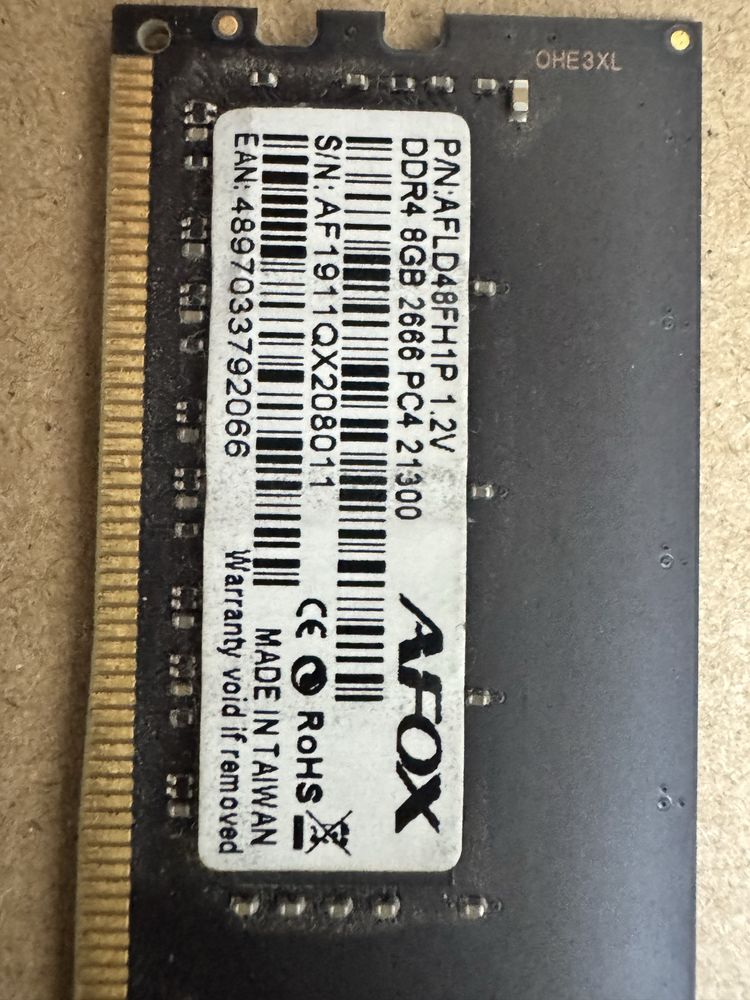 OHE3XL
P/N:AFLD48FH1P 1.2V
DDR4 8GB 2666 PC4 21300
AFOX
S/N: AF1911QX208011
EAN: 4897033792066
CE RoHS
MADE IN TAIWAN
Warranty void if removed